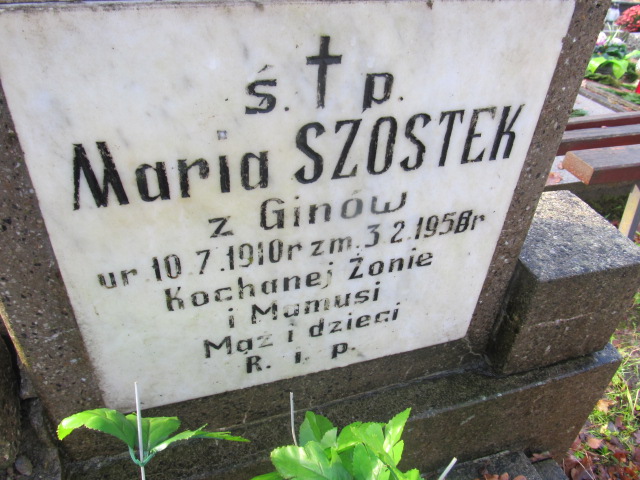 ś. † p.
Maria SZOSTEK
z Ginów
ur 10.7.1910r zm. 3 2.1958r
Kochanej Żonie
i Mamusi
Mąż i dzieci
R. i. p.